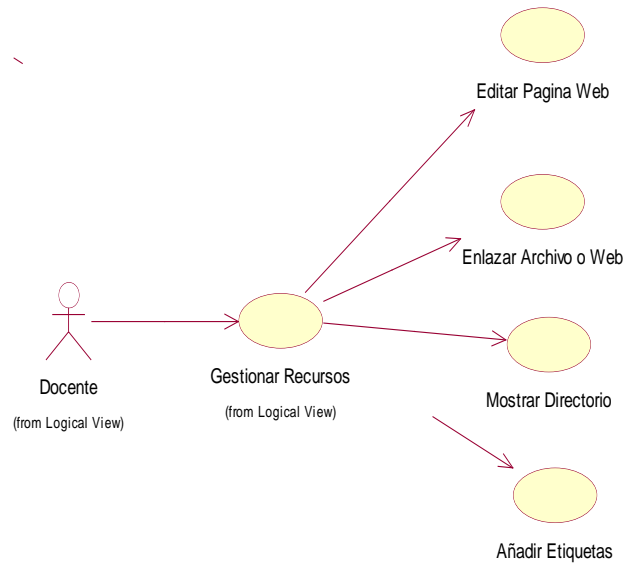 Editar Pagina Web
Enlazar Archivo o Web
Docente
(from Logical View)
Gestionar Recursos
(from Logical View)
Mostrar Directorio
Añadir Etiquetas